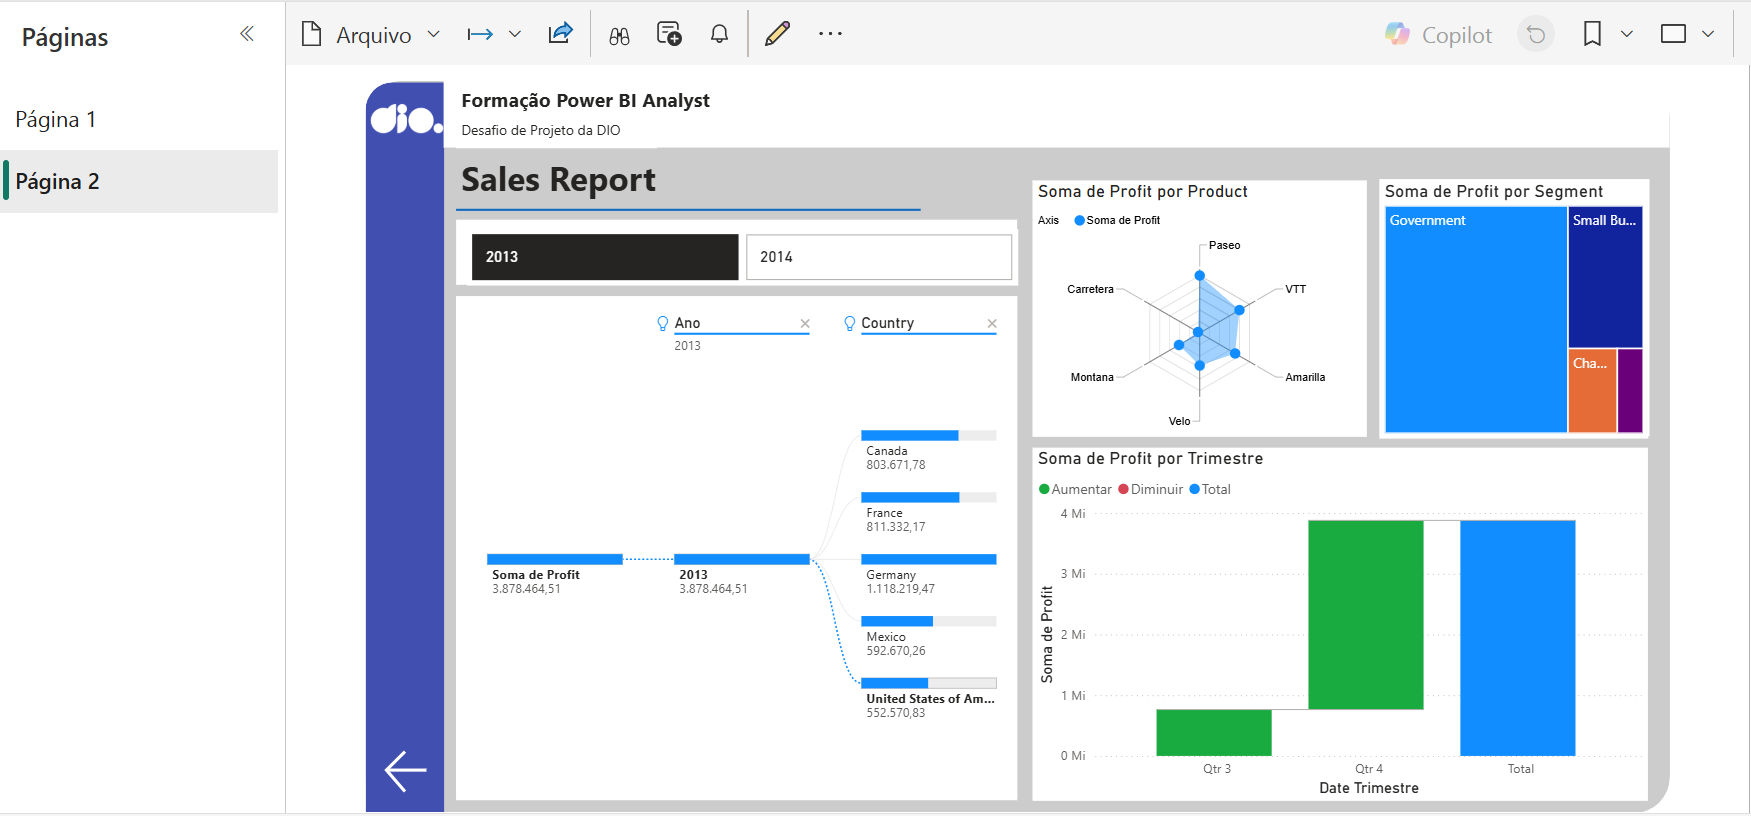 Páginas
Página 1
Página 2
Arquivo
Copilot
dio.
Formação Power BI Analyst
Desafio de Projeto da DIO
Sales Report
2013
2014
Ano
2013
Country
Soma de Profit
3.878.464,51
2013
3.878.464,51
Canada
803.671,78
France
811.332,17
Germany
1.118.219,47
Mexico
592.670,26
United States of Am...
552.570,83
Soma de Profit por Product
Axis Soma de Profit
Paseo
Carretera
VTT
Montana
Amarilla
Velo
Soma de Profit por Segment
Government
Small Bu...
Cha...
Soma de Profit por Trimestre
Aumentar Diminuir Total
Soma de Profit
4 Mi
3 Mi
2 Mi
1 Mi
0 Mi
Qtr 3
Qtr 4
Total
Date Trimestre